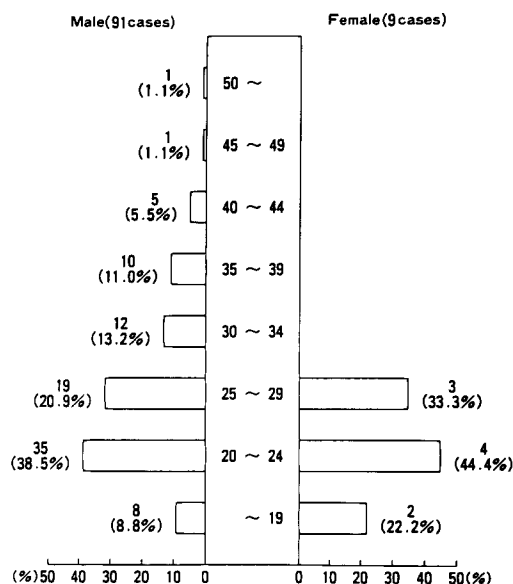 Male(91cases) Female(9cases)
1
(1.1%) 50 ~
1
(1.1%) 45 ~ 49
5
(5.5%) 40 ~ 44
10
(11.0%) 35 ~ 39
12
(13.2%) 30 ~ 34
19 3
(20.9%) 25 ~ 29 (33.3%)
35 4
(38.5%) 20 ~ 24 (44.4%)
8 2
(8.8%) ~ 19 (22.2%)
(%)50 40 30 20 10 0 0 10 20 30 40 50(%)